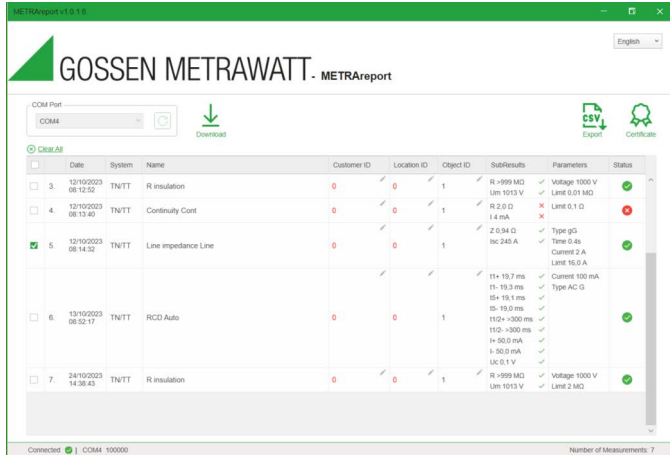 METRAreport v1.0.1.6
English
GOSSEN METRAWATT - METRAreport
COM Port
COM4
Download
CSV
Export
Certificate
Clear All
Date System Name Customer ID Location ID Object ID SubResults Parameters Status
3. 12/10/2023 08:12:52 TN/TT R insulation 0 0 1
R >999 MΩ Voltage 1000 V
Um 1013 V Limit 0,01 MΩ
4. 12/10/2023 08:13:40 TN/TT Continuity Cont 0 0 1
R 2,0 Ω Limit 0,1 Ω
I 4 mA
5. 12/10/2023 08:14:32 TN/TT Line impedance Line 0 0 1
Z 0,94 Ω Type gG
Isc 245 A Time 0.4s
Current 2 A
Limit 16,0 A
6. 13/10/2023 08:52:17 TN/TT RCD Auto 0 0 1
t1+ 19,7 ms Current 100 mA
t1- 19,3 ms Type AC G
t5+ 19,1 ms
t5- 19,0 ms
t1/2+ >300 ms
t1/2- >300 ms
I+ 50,0 mA
I- 50,0 mA
Uc 0,1 V
7. 24/10/2023 14:38:43 TN/TT R insulation 0 0 1
R >999 MΩ Voltage 1000 V
Um 1013 V Limit 2 MΩ
Connected | COM4 100000
Number of Measurements: 7